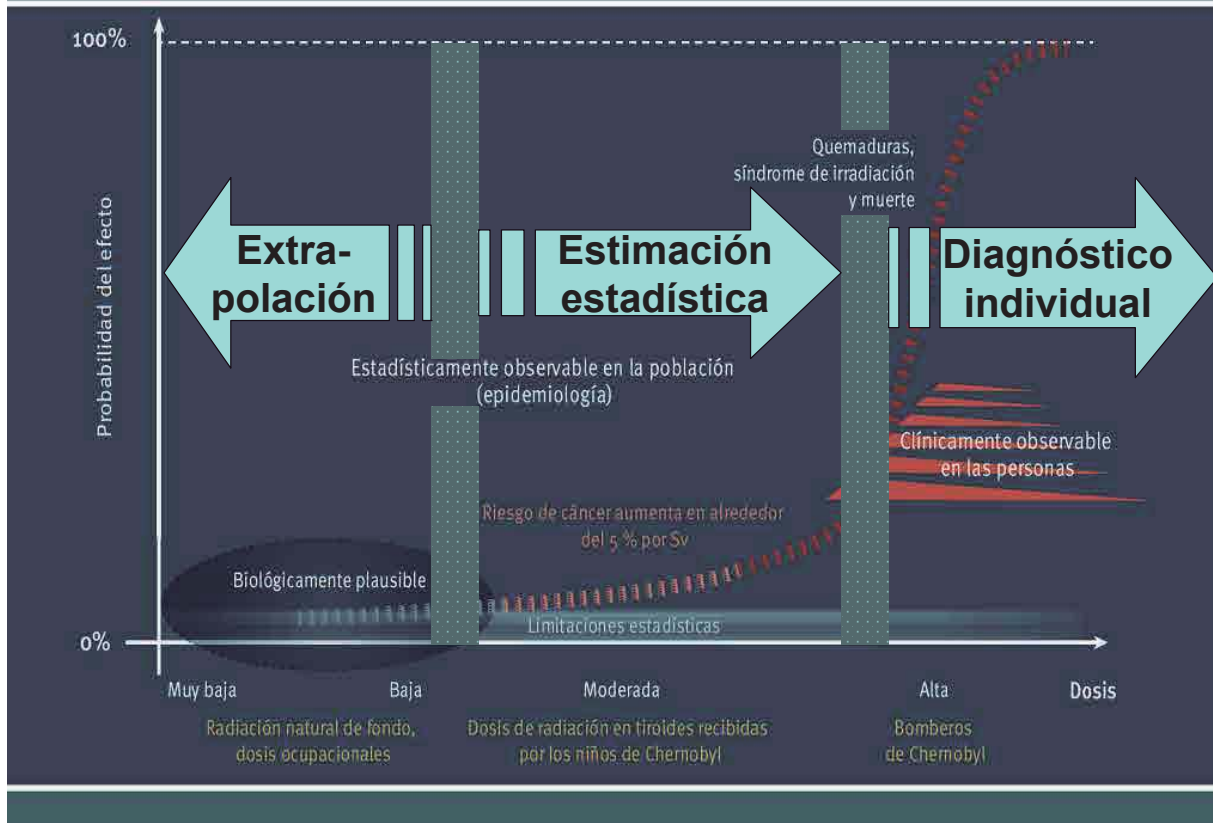 100%
Probabilidad del efecto
0%
Quemaduras,
síndrome de irradiación
y muerte
Extra-
polación
Estimación
estadística
Diagnóstico
individual
Estadísticamente observable en la población
(epidemiología)
Clínicamente observable
en las personas
Riesgo de cáncer aumenta en alrededor
del 5 % por Sv
Biológicamente plausible
Limitaciones estadísticas
Muy baja
Baja
Moderada
Alta
Dosis
Radiación natural de fondo,
dosis ocupacionales
Dosis de radiación en tiroides recibidas
por los niños de Chernobyl
Bomberos
de Chernobyl